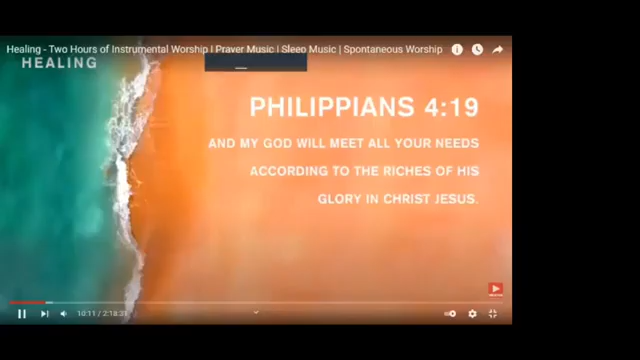 Healing - Two Hours of Instrumental Worship | Prayer Music | Sleep Music | Spontaneous Worship
HEALING
PHILIPPIANS 4:19
AND MY GOD WILL MEET ALL YOUR NEEDS
ACCORDING TO THE RICHES OF HIS
GLORY IN CHRIST JESUS.
10:11 / 2:18:31